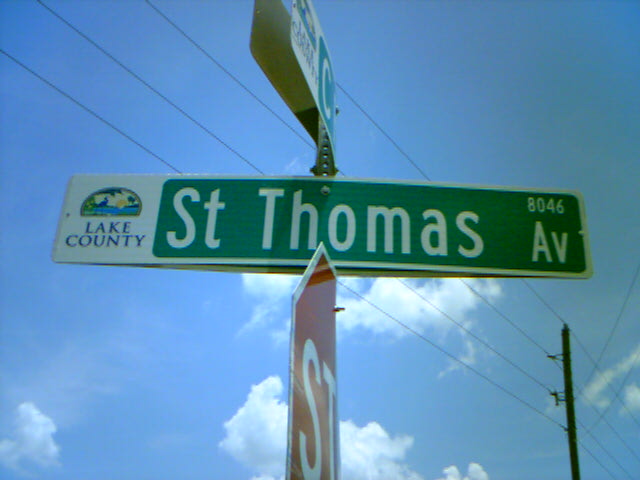 LAKE
COUNTY
St Thomas
8046
Av
C
ST